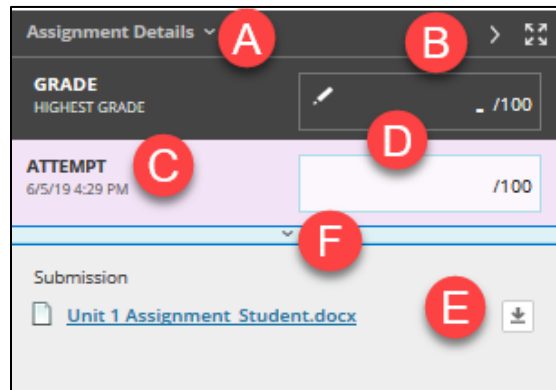 Assignment Details A B
GRADE
HIGHEST GRADE
- /100
D
ATTEMPT C
6/5/19 4:29 PM
/100
F
Submission
Unit 1 Assignment_Student.docx E